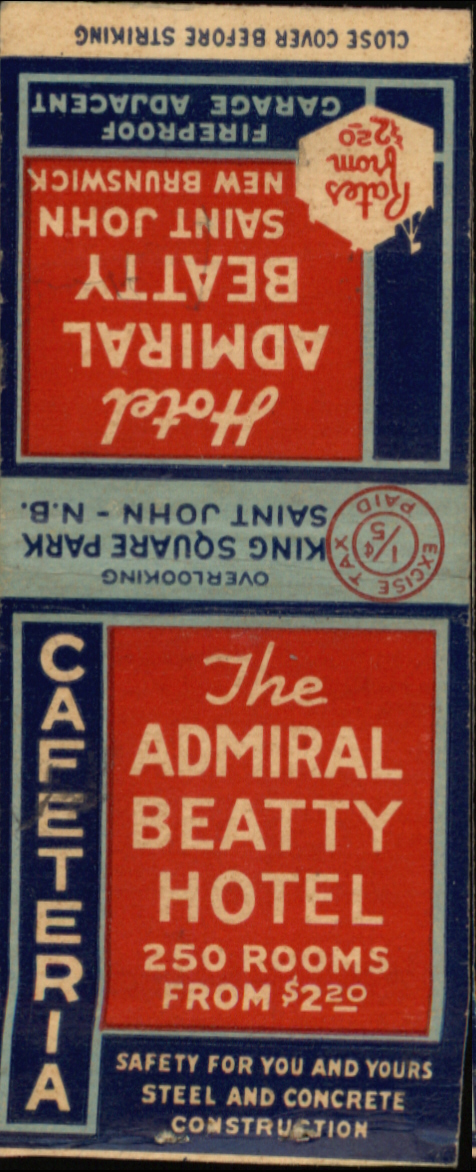 CLOSE COVER BEFORE STRIKING
FIREPROOF
GARAGE ADJACENT
Rates
from
$2.20
Hotel
ADMIRAL
BEATTY
SAINT JOHN
NEW BRUNSWICK
OVERLOOKING
KING SQUARE PARK
SAINT JOHN - N.B.
EXCISE TAX
1/5¢
PAID
CAFETERIA
The
ADMIRAL
BEATTY
HOTEL
250 ROOMS
FROM $2.20
SAFETY FOR YOU AND YOURS
STEEL AND CONCRETE
CONSTRUCTION